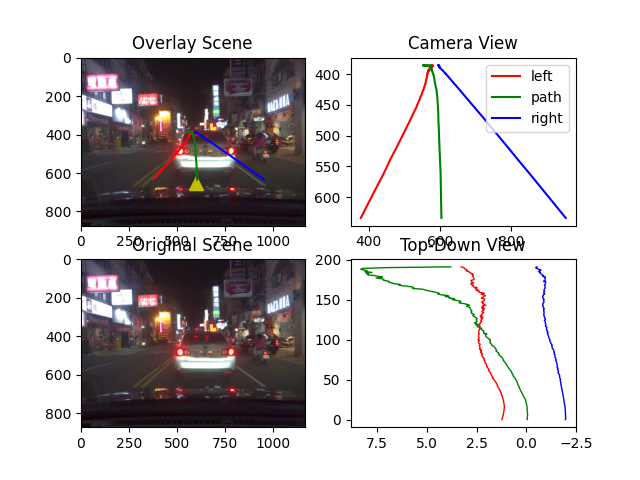 Overlay Scene
0
200
400
600
800
0 250 500 750 1000
Camera View
400
450
500
550
600
400 600 800
left
path
right
Original Scene
0
200
400
600
800
0 250 500 750 1000
Top-Down View
200
150
100
50
0
7.5 5.0 2.5 0.0 −2.5